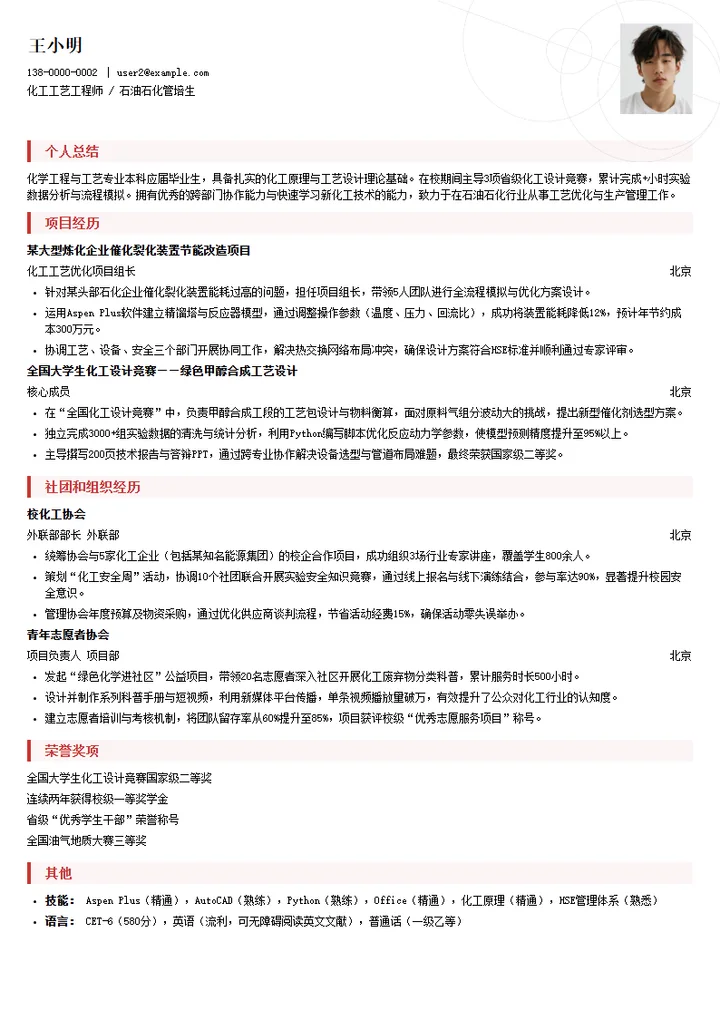 王小明
138-0000-0002 | user2@example.com
化工工艺工程师 / 石油石化管培生
个人总结
化学工程与工艺专业本科应届毕业生，具备扎实的化工原理与工艺设计理论基础。在校期间主导3项省级化工设计竞赛，累计完成*小时实验
数据分析与流程模拟。拥有优秀的跨部门协作能力与快速学习新化工技术的能力，致力于在石油石化行业从事工艺优化与生产管理工作。
项目经历
某大型炼化企业催化裂化装置节能改造项目
化工工艺优化项目组长 北京
• 针对某头部石化企业催化裂化装置能耗过高的问题，担任项目组长，带领5人团队进行全流程模拟与优化方案设计。
• 运用Aspen Plus软件建立精馏塔与反应器模型，通过调整操作参数（温度、压力、回流比），成功将装置能耗降低12%，预计年节约成
本300万元。
• 协调工艺、设备、安全三个部门开展协同工作，解决热交换网络布局冲突，确保设计方案符合HSE标准并顺利通过专家评审。
全国大学生化工设计竞赛——绿色甲醇合成工艺设计
核心成员 北京
• 在“全国化工设计竞赛”中，负责甲醇合成工段的工艺包设计与物料衡算，面对原料气组分波动大的挑战，提出新型催化剂选型方案。
• 独立完成3000+组实验数据的清洗与统计分析，利用Python编写脚本优化反应动力学参数，使模型预测精度提升至95%以上。
• 主导撰写200页技术报告与答辩PPT，通过跨专业协作解决设备选型与管道布局难题，最终荣获国家级二等奖。
社团和组织经历
校化工协会
外联部部长 外联部 北京
• 统筹协会与5家化工企业（包括某知名能源集团）的校企合作项目，成功组织3场行业专家讲座，覆盖学生800余人。
• 策划“化工安全周”活动，协调10个社团联合开展实验安全知识竞赛，通过线上报名与线下演练结合，参与率达90%，显著提升校园安
全意识。
• 管理协会年度预算及物资采购，通过优化供应商谈判流程，节省活动经费15%，确保活动零失误举办。
青年志愿者协会
项目负责人 项目部 北京
• 发起“绿色化学进社区”公益项目，带领20名志愿者深入社区开展化工废弃物分类科普，累计服务时长500小时。
• 设计并制作系列科普手册与短视频，利用新媒体平台传播，单条视频播放量破万，有效提升了公众对化工行业的认知度。
• 建立志愿者培训与考核机制，将团队留存率从60%提升至85%，项目获评校级“优秀志愿服务项目”称号。
荣誉奖项
全国大学生化工设计竞赛国家级二等奖
连续两年获得校级一等奖学金
省级“优秀学生干部”荣誉称号
全国油气地质大赛三等奖
其他
• 技能： Aspen Plus（精通），AutoCAD（熟练），Python（熟练），Office（精通），化工原理（精通），HSE管理体系（熟悉）
• 语言： CET-6（580分），英语（流利，可无障碍阅读英文文献），普通话（一级乙等）